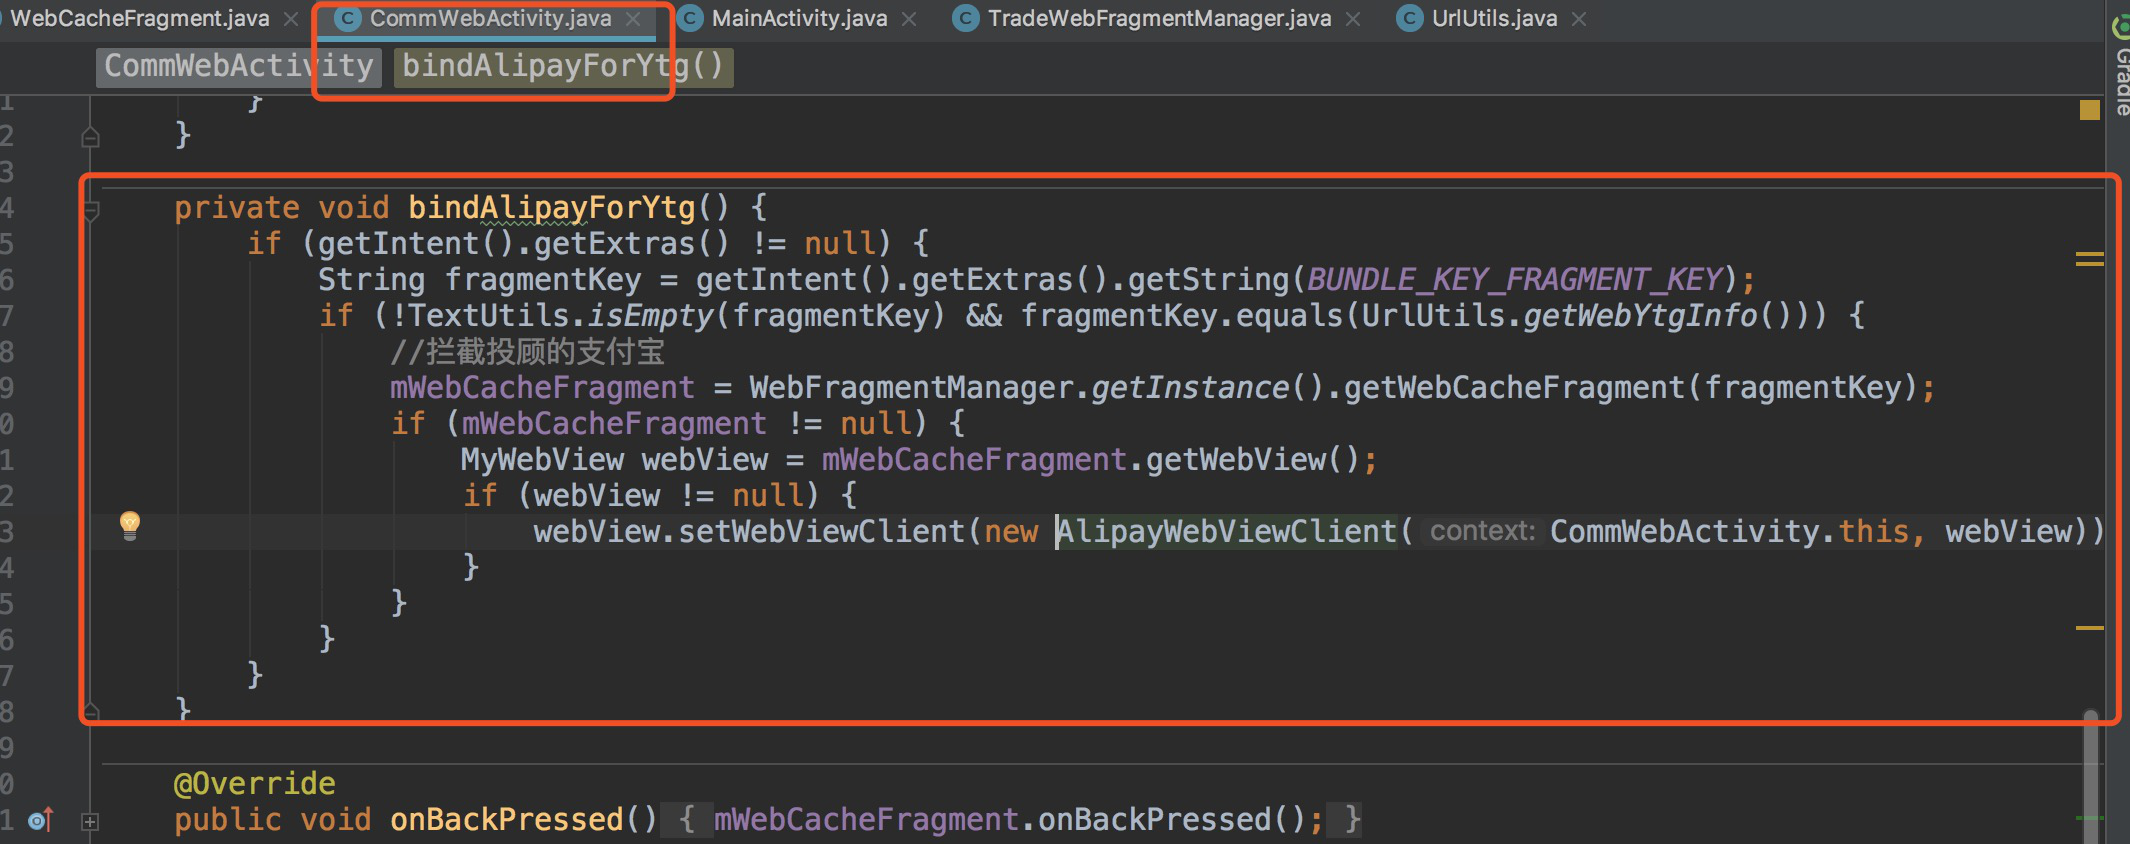 WebCacheFragment.java CommWebActivity.java MainActivity.java TradeWebFragmentManager.java UrlUtils.java
CommWebActivity bindAlipayForYtg()
Gradle
1 }
2 }
3
4 private void bindAlipayForYtg() {
5 if (getIntent().getExtras() != null) {
6 String fragmentKey = getIntent().getExtras().getString(BUNDLE_KEY_FRAGMENT_KEY);
7 if (!TextUtils.isEmpty(fragmentKey) && fragmentKey.equals(UrlUtils.getWebYtgInfo())) {
8 //拦截投顾的支付宝
9 mWebCacheFragment = WebFragmentManager.getInstance().getWebCacheFragment(fragmentKey);
0 if (mWebCacheFragment != null) {
1 MyWebView webView = mWebCacheFragment.getWebView();
2 if (webView != null) {
3 webView.setWebViewClient(new AlipayWebViewClient( context: CommWebActivity.this, webView))
4 }
5 }
6 }
7 }
8 }
9
0 @Override
1 public void onBackPressed() { mWebCacheFragment.onBackPressed(); }